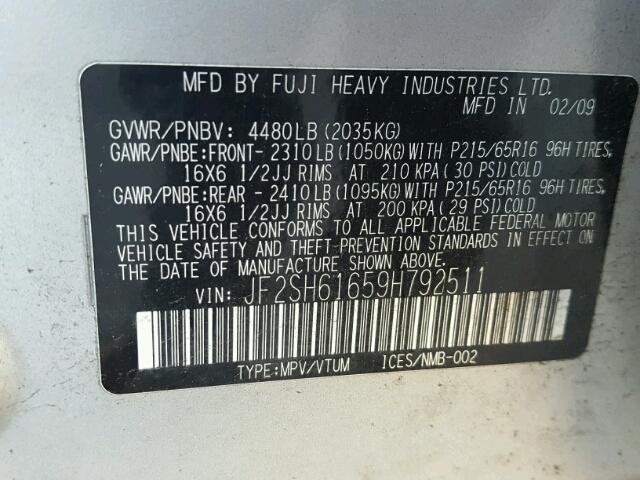 MFD BY FUJI HEAVY INDUSTRIES LTD.
MFD IN 02/09
GVWR/PNBV: 4480LB (2035KG)
GAWR/PNBE:FRONT- 2310 LB (1050KG) WITH P215/65R16 96H TIRES,
16X6 1/2JJ RIMS AT 210 KPA (30 PSI) COLD
GAWR/PNBE:REAR - 2410 LB (1095KG) WITH P215/65R16 96H TIRES,
16X6 1/2JJ RIMS AT 200 KPA (29 PSI) COLD
THIS VEHICLE CONFORMS TO ALL APPLICABLE FEDERAL MOTOR
VEHICLE SAFETY AND THEFT-PREVENTION STANDARDS IN EFFECT ON
THE DATE OF MANUFACTURE SHOWN ABOVE.
VIN: JF2SH61659H792511
TYPE:MPV/VTUM ICES/NMB-002